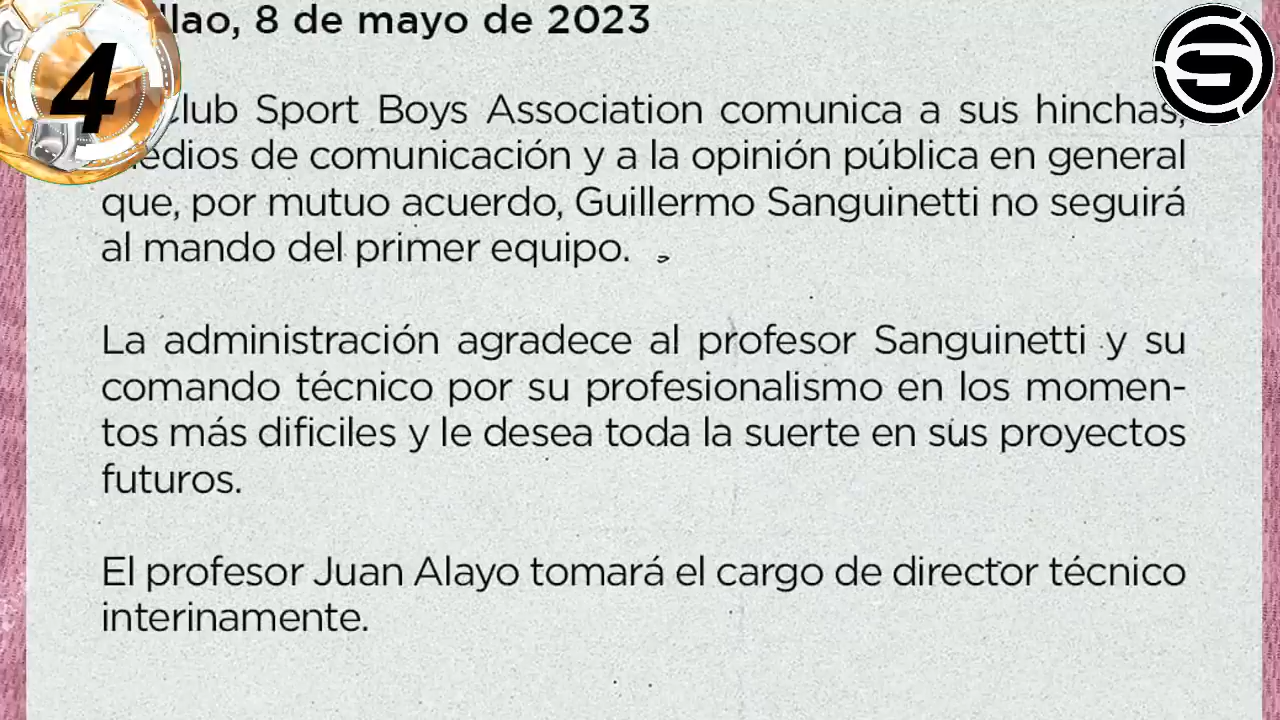 4
llao, 8 de mayo de 2023
S
lub Sport Boys Association comunica a sus hinchas,
edios de comunicación y a la opinión pública en general
que, por mutuo acuerdo, Guillermo Sanguinetti no seguirá
al mando del primer equipo.
La administración agradece al profesor Sanguinetti y su
comando técnico por su profesionalismo en los momen-
tos más dificiles y le desea toda la suerte en sus proyectos
futuros.
El profesor Juan Alayo tomará el cargo de director técnico
interinamente.